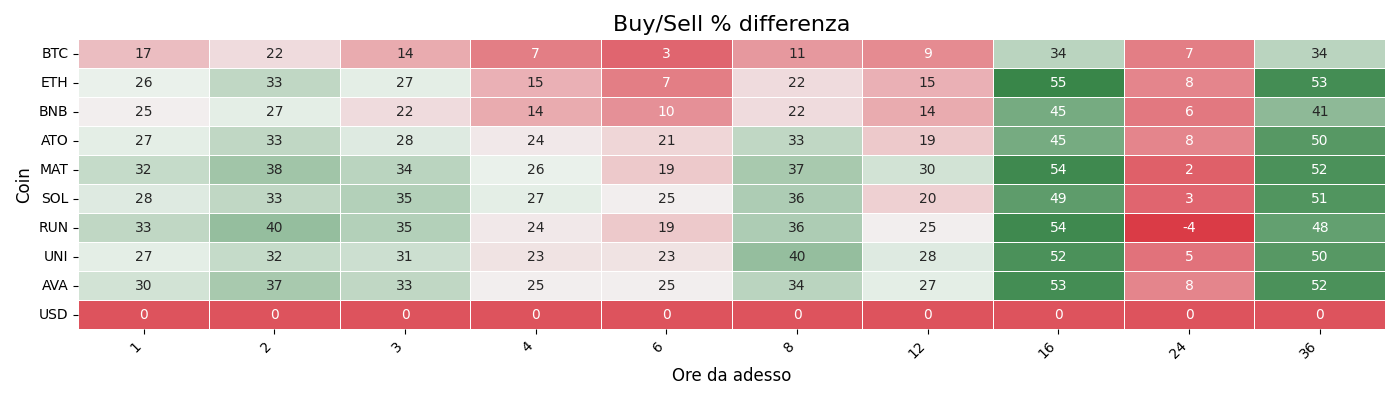 Buy/Sell % differenza
Coin
BTC 17 22 14 7 3 11 9 34 7 34
ETH 26 33 27 15 7 22 15 55 8 53
BNB 25 27 22 14 10 22 14 45 6 41
ATO 27 33 28 24 21 33 19 45 8 50
MAT 32 38 34 26 19 37 30 54 2 52
SOL 28 33 35 27 25 36 20 49 3 51
RUN 33 40 35 24 19 36 25 54 -4 48
UNI 27 32 31 23 23 40 28 52 5 50
AVA 30 37 33 25 25 34 27 53 8 52
USD 0 0 0 0 0 0 0 0 0 0
1 2 3 4 6 8 12 16 24 36
Ore da adesso